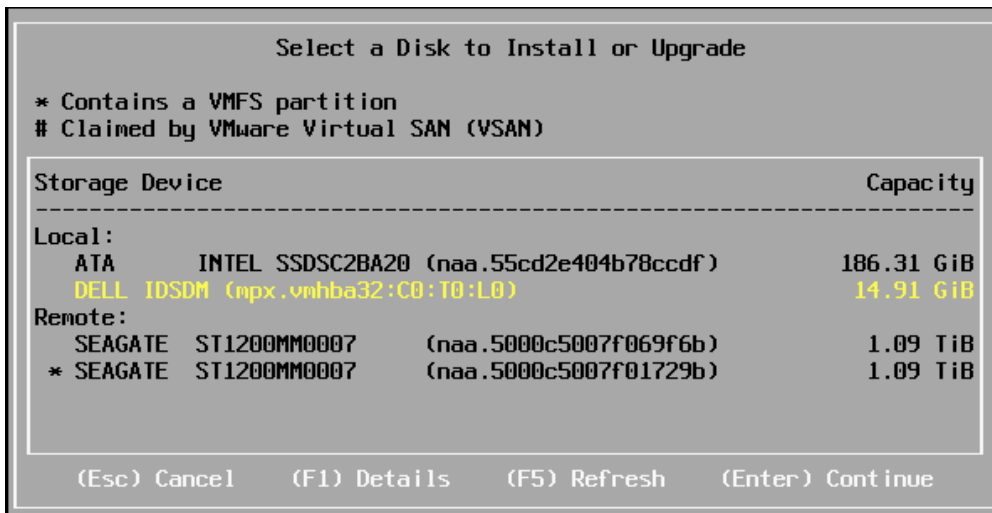 Select a Disk to Install or Upgrade
* Contains a VMFS partition
# Claimed by VMware Virtual SAN (VSAN)
Storage Device Capacity
--------------------------------------------------------------------------
Local:
ATA INTEL SSDSC2BA20 (naa.55cd2e404b78ccdf) 186.31 GiB
DELL IDSDM (mpx.vmhba32:C0:T0:L0) 14.91 GiB
Remote:
SEAGATE ST1200MM0007 (naa.5000c5007f069f6b) 1.09 TiB
* SEAGATE ST1200MM0007 (naa.5000c5007f01729b) 1.09 TiB
(Esc) Cancel (F1) Details (F5) Refresh (Enter) Continue